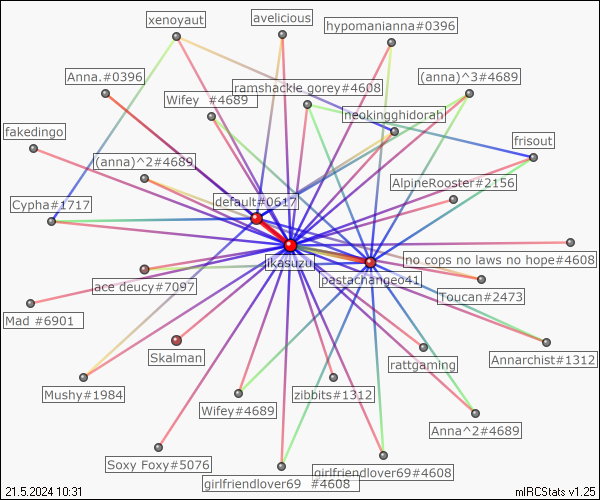 xenoyaut
avelicious
hypomanianna#0396
Anna.#0396
ramshackle gorey#4608
(anna)^3#4689
Wifey  #4689
neokingghidorah
fakedingo
frisout
(anna)^2#4689
AlpineRooster#2156
Cypha#1717
default#0617
ikasuzu
no cops no laws no hope#4608
pastachangeo41
ace deucy#7097
Toucan#2473
Mad #6901
Skalman
rattgaming
Annarchist#1312
Mushy#1984
zibbits#1312
Wifey#4689
Anna^2#4689
Soxy Foxy#5076
girlfriendlover69#4608
girlfriendlover69  #4608
21.5.2024 10:31
mIRCStats v1.25